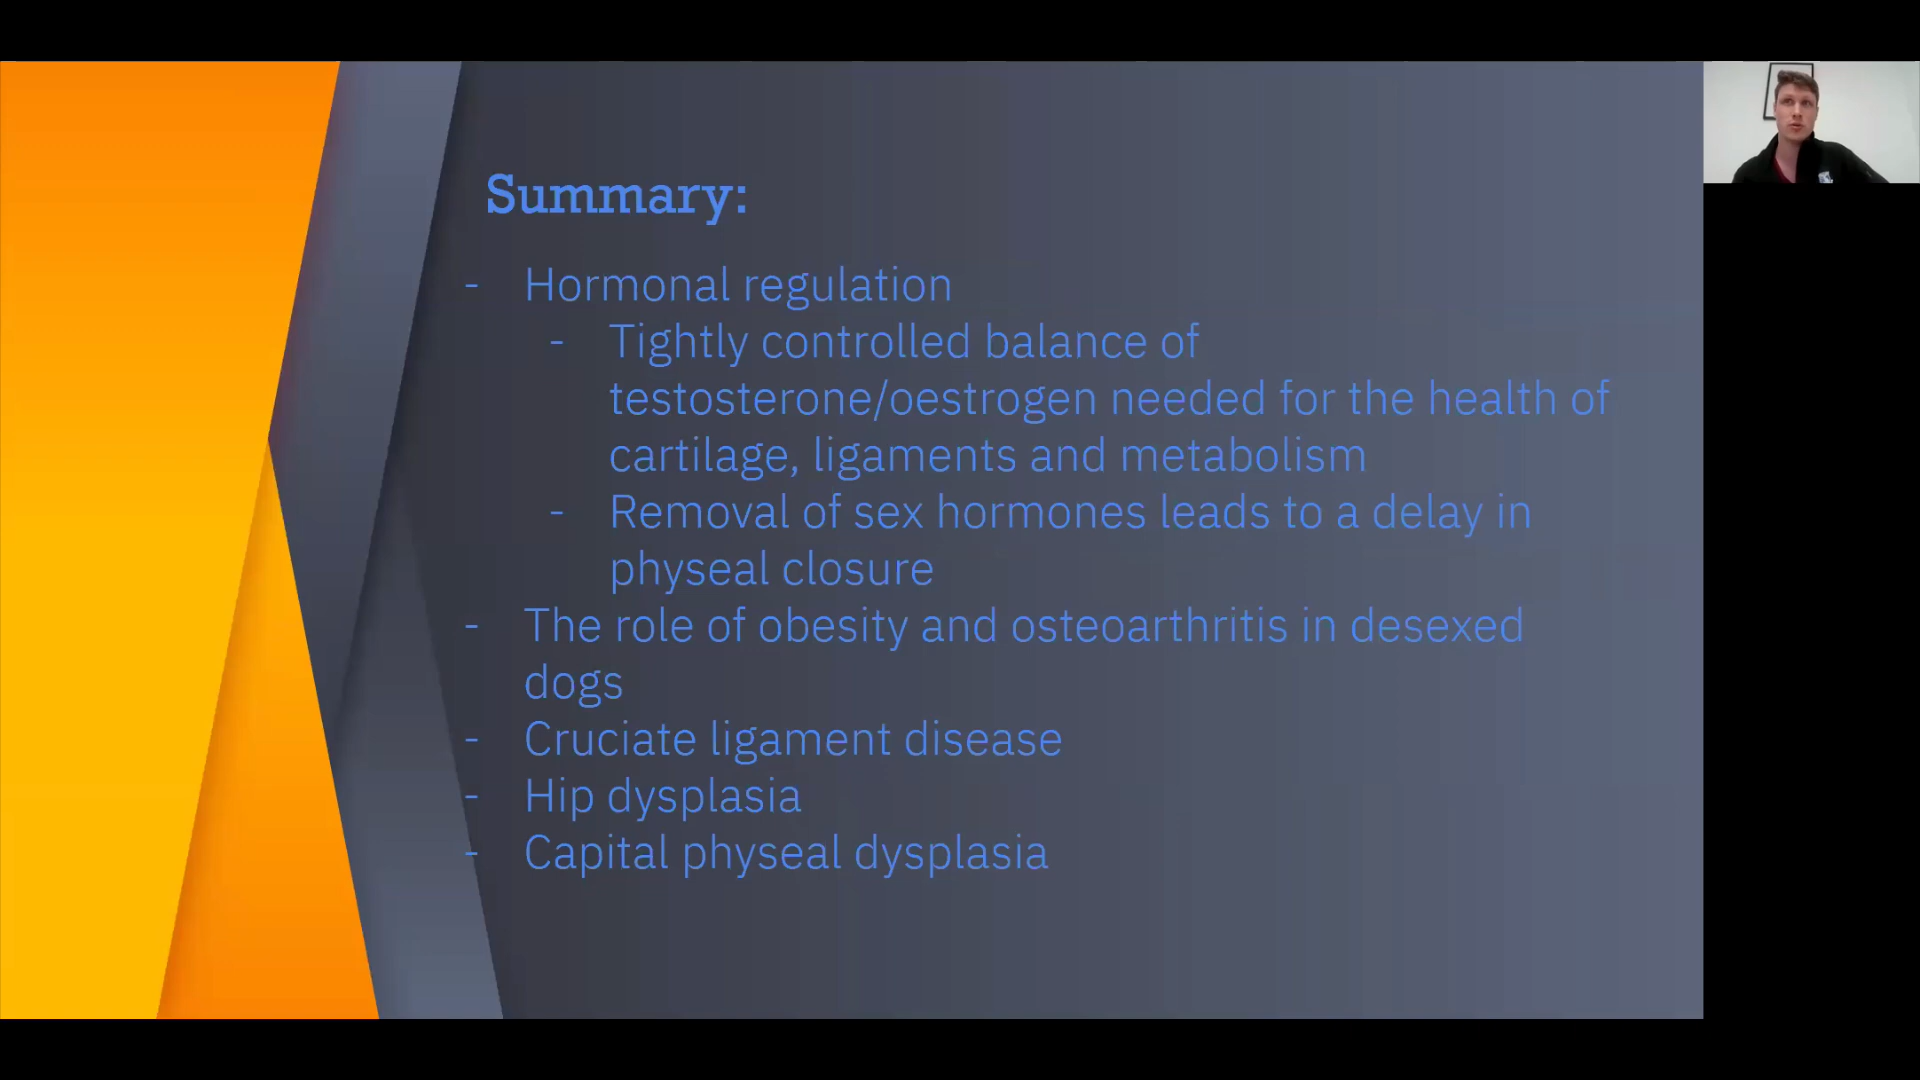 Summary:
- Hormonal regulation
- Tightly controlled balance of
testosterone/oestrogen needed for the health of
cartilage, ligaments and metabolism
- Removal of sex hormones leads to a delay in
physeal closure
- The role of obesity and osteoarthritis in desexed
dogs
- Cruciate ligament disease
- Hip dysplasia
- Capital physeal dysplasia